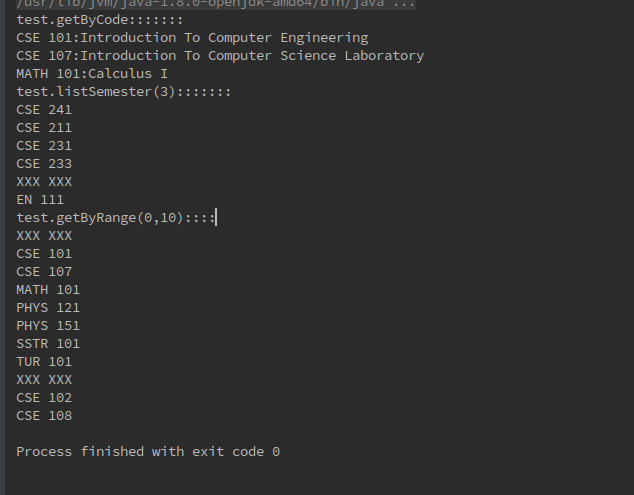 /usr/lib/jvm/java-1.8.0-openjdk-amd64/bin/java ...
test.getByCode:::::::
CSE 101:Introduction To Computer Engineering
CSE 107:Introduction To Computer Science Laboratory
MATH 101:Calculus I
test.listSemester(3):::::::
CSE 241
CSE 211
CSE 231
CSE 233
XXX XXX
EN 111
test.getByRange(0,10)::::
XXX XXX
CSE 101
CSE 107
MATH 101
PHYS 121
PHYS 151
SSTR 101
TUR 101
XXX XXX
CSE 102
CSE 108
Process finished with exit code 0